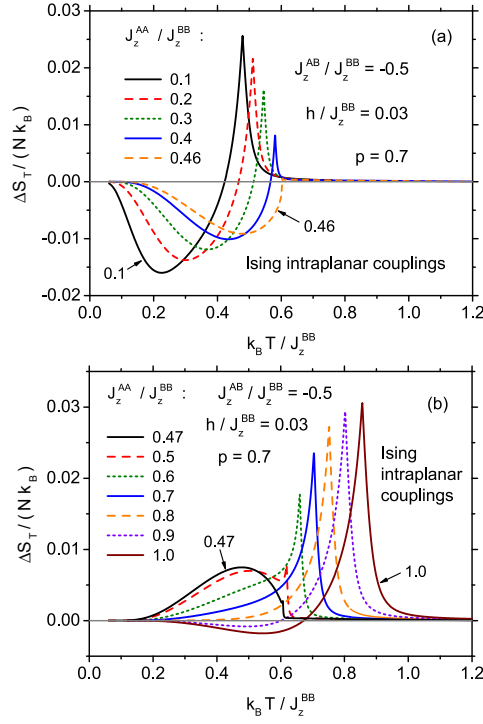 (a)
J_z^AA / J_z^BB :
0.1
0.2
0.3
0.4
0.46
J_z^AB / J_z^BB = -0.5
h / J_z^BB = 0.03
p = 0.7
0.03
0.02
0.01
0.00
-0.01
-0.02
ΔS_T / ( N k_B )
0.46
0.1
Ising intraplanar couplings
0.0 0.2 0.4 0.6 0.8 1.0 1.2
k_B T / J_z^BB
J_z^AA / J_z^BB : J_z^AB / J_z^BB = -0.5 (b)
h / J_z^BB = 0.03
p = 0.7
0.47
0.5
0.6
0.7
0.8
0.9
1.0
Ising
intraplanar
couplings
0.03
0.02
0.01
0.00
ΔS_T / ( N k_B )
0.47
1.0
0.0 0.2 0.4 0.6 0.8 1.0 1.2
k_B T / J_z^BB